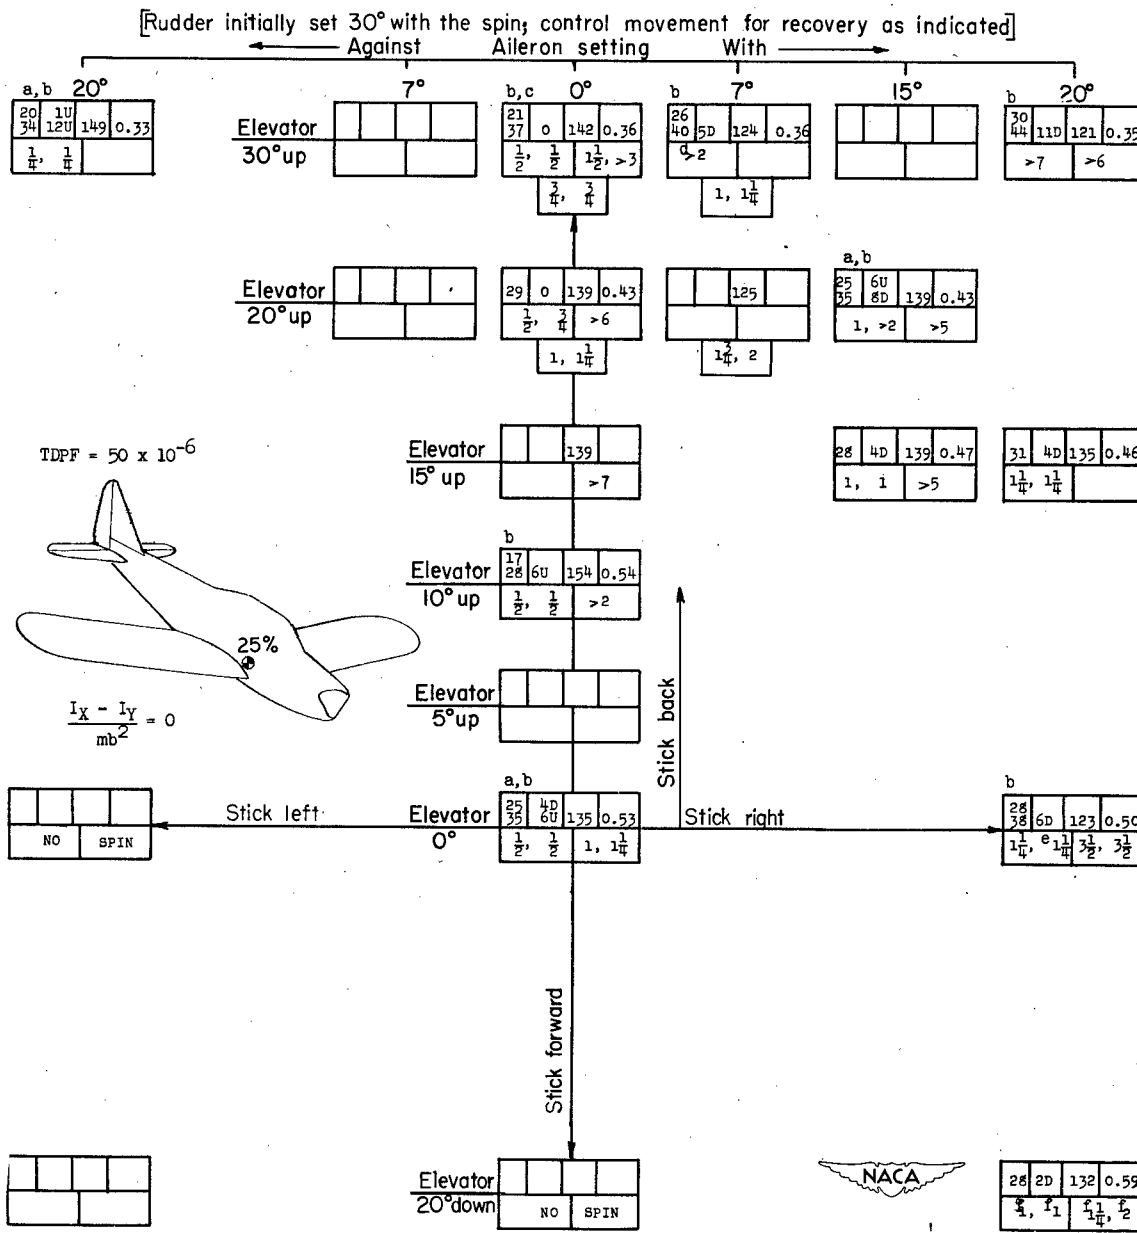 [Rudder initially set 30° with the spin; control movement for recovery as indicated]
Against Aileron setting With
20° 7° 0° 7° 15° 20°
a,b b,c b b
Elevator
30° up
20 34 1U 12U 149 0.33
1/4, 1/4
21 37 0 142 0.36
1/2, 1/2 1 1/2, >3
3/4, 3/4
26 40 5D 124 0.36
d >2
1, 1 1/4
30 44 11D 121 0.35
>7 >6
Elevator
20° up
29 0 139 0.43
1/2, 3/4 >6
1, 1 1/4
125
1 3/4, 2
a,b
25 35 6U 8D 139 0.43
1, >2 >5
Elevator
15° up
139
>7
28 4D 139 0.47
1, 1 >5
31 4D 135 0.46
1 1/4, 1 1/4
TDPF = 50 x 10⁻⁶
25%
I_X - I_Y / mb² = 0
Elevator
10° up
b
17 28 6U 154 0.54
1/2, 1/2 >2
Elevator
5° up
Stick back
NO SPIN
Stick left
Elevator
0°
a,b
25 35 4D 6U 135 0.53
1/2, 1/2 1, 1 1/4
Stick right
b
28 38 6D 123 0.50
1 1/4, e 1 1/4 3 1/2, 3 1/2
Stick forward
Elevator
20° down
NO SPIN
NACA
28 2D 132 0.59
f 1, f 1 f 1 1/4, f 2